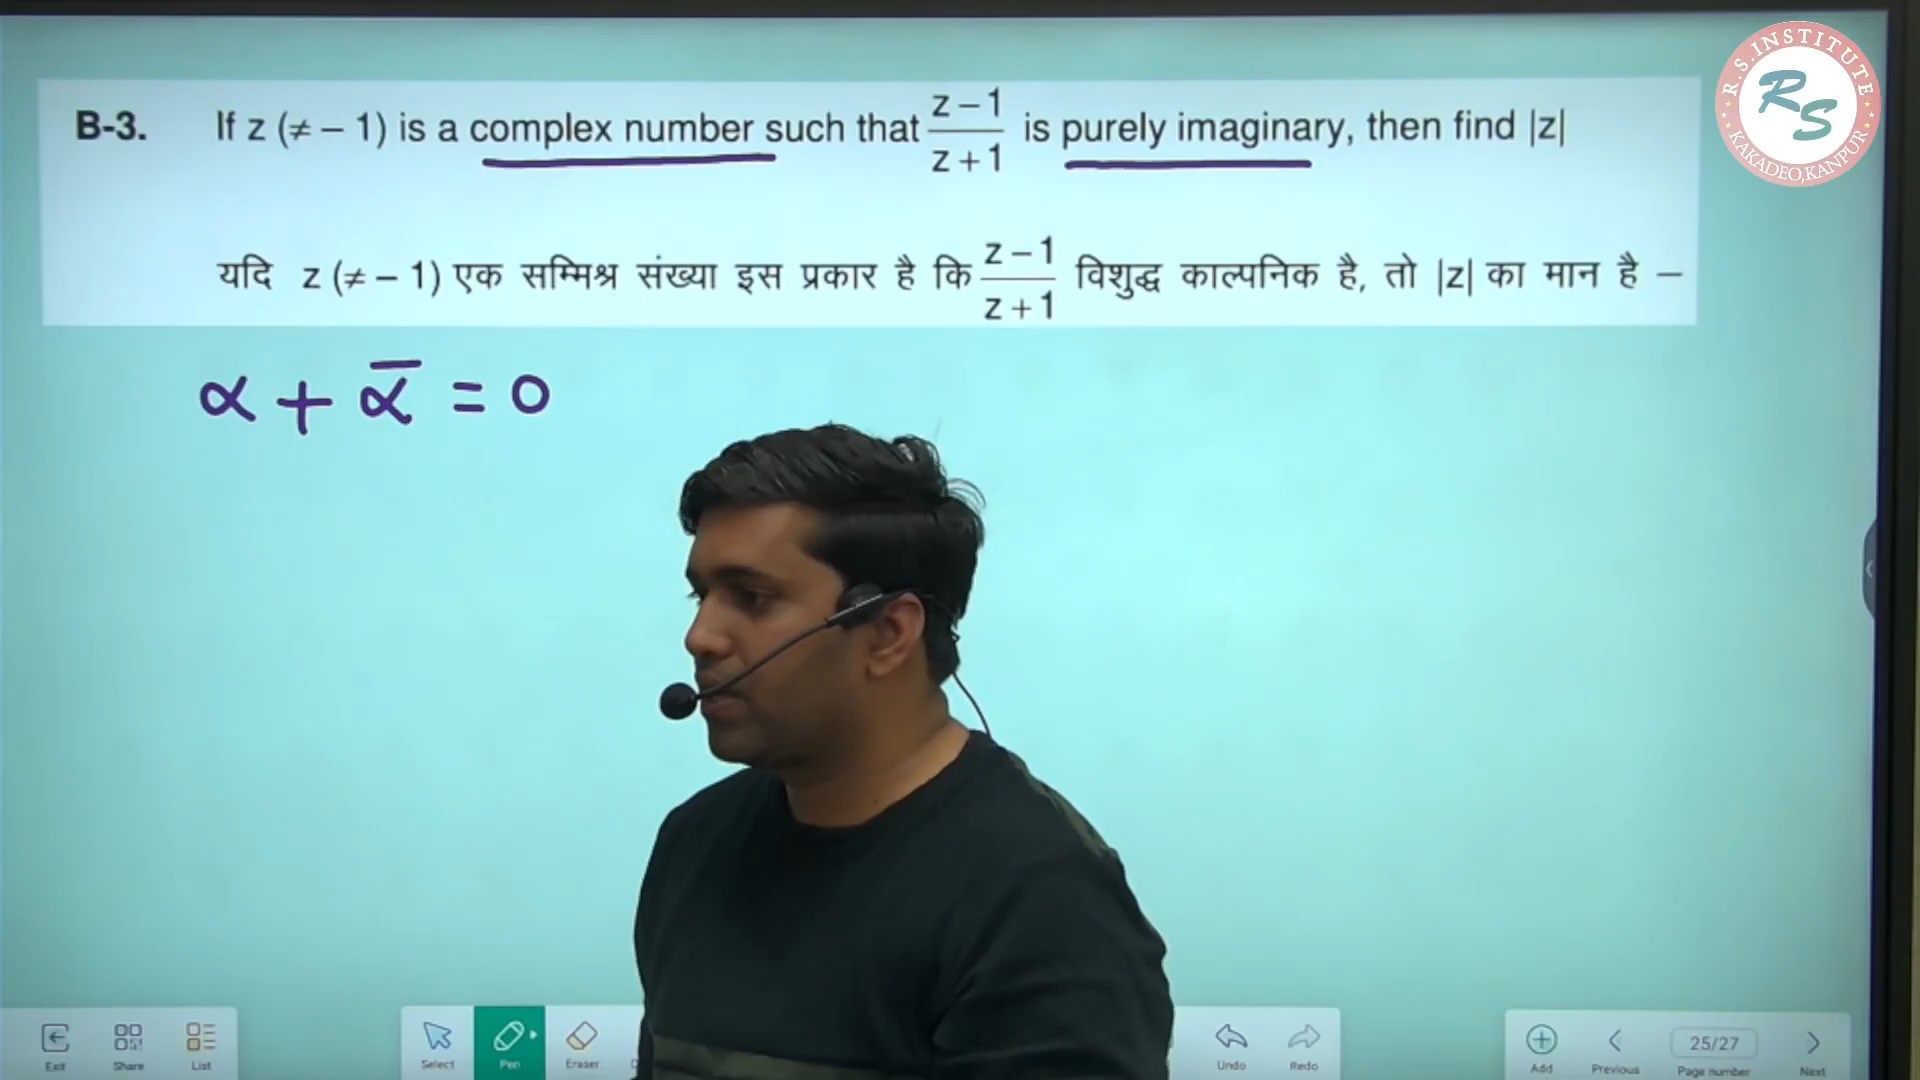 B-3. If z (≠ – 1) is a complex number such that z – 1 / z + 1 is purely imaginary, then find |z|
यदि z (≠ – 1) एक सम्मिश्र संख्या इस प्रकार है कि z – 1 / z + 1 विशुद्ध काल्पनिक है, तो |z| का मान है –
α + ᾱ = 0
R.S.INSTITUTE
RS
KAKADEO,KANPUR
Exit Share List Select Pen Eraser Undo Redo Add Previous 25/27 Page number Next